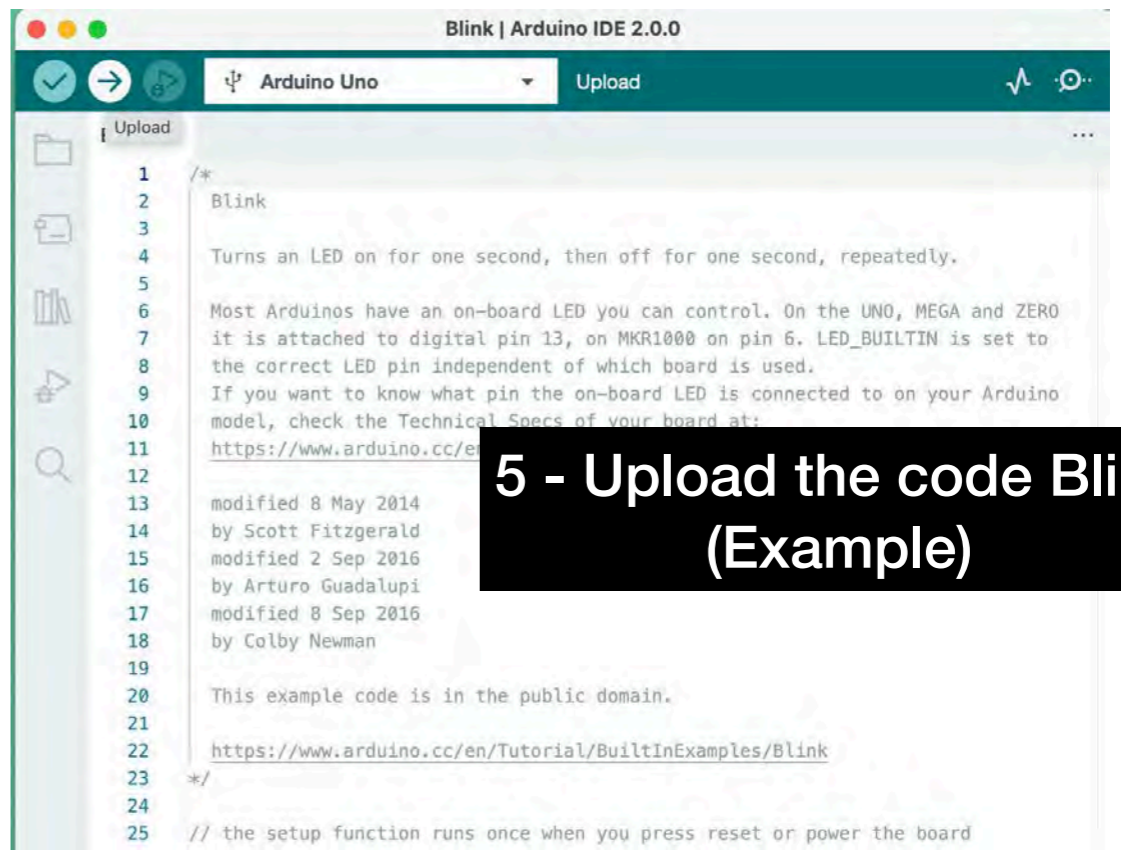 Blink | Arduino IDE 2.0.0
Arduino Uno Upload
Upload
...
1 /*
2 Blink
3
4 Turns an LED on for one second, then off for one second, repeatedly.
5
6 Most Arduinos have an on-board LED you can control. On the UNO, MEGA and ZERO
7 it is attached to digital pin 13, on MKR1000 on pin 6. LED_BUILTIN is set to
8 the correct LED pin independent of which board is used.
9 If you want to know what pin the on-board LED is connected to on your Arduino
10 model, check the Technical Specs of your board at:
11 https://www.arduino.cc/en
5 - Upload the code Bli
(Example)
12
13 modified 8 May 2014
14 by Scott Fitzgerald
15 modified 2 Sep 2016
16 by Arturo Guadalupi
17 modified 8 Sep 2016
18 by Colby Newman
19
20 This example code is in the public domain.
21
22 https://www.arduino.cc/en/Tutorial/BuiltInExamples/Blink
23 */
24
25 // the setup function runs once when you press reset or power the board